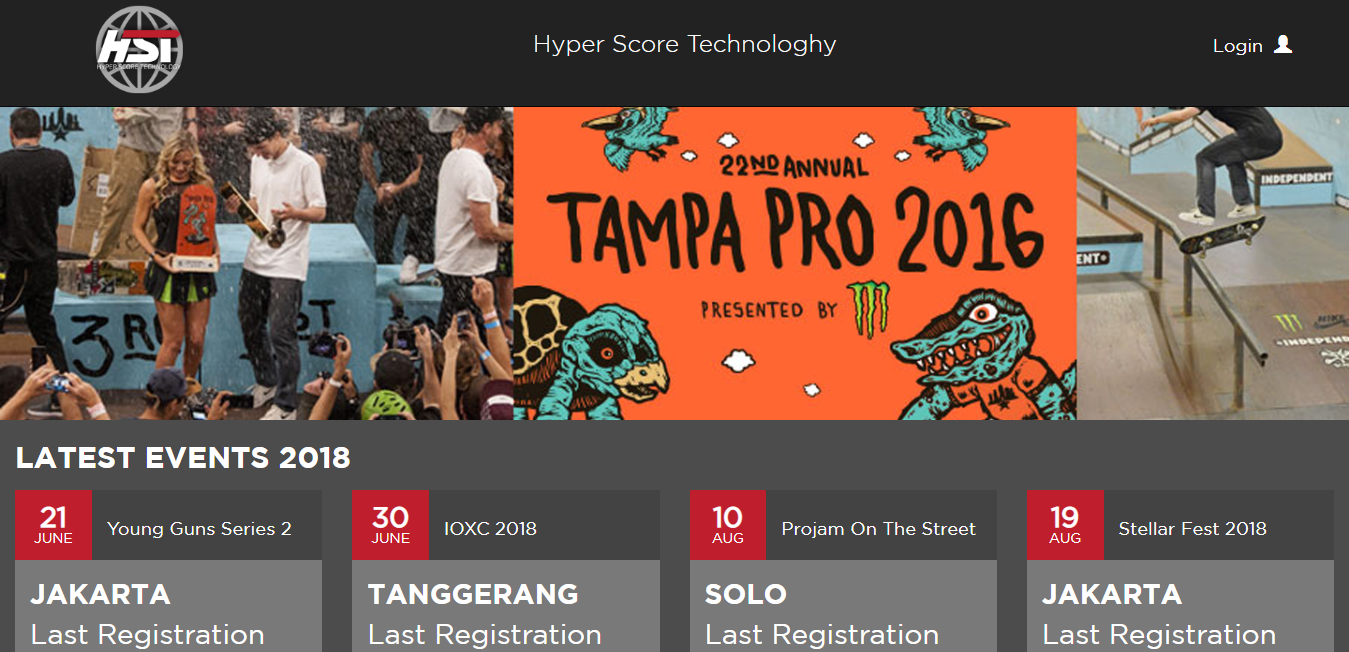 HST
HYPER SCORE TECHNOLOGY
Hyper Score Technologhy
Login
22ND ANNUAL
TAMPA PRO 2016
PRESENTED BY
INDEPENDENT
ENT
NIKE
INDEPEND
LATEST EVENTS 2018
21 JUNE
Young Guns Series 2
30 JUNE
IOXC 2018
10 AUG
Projam On The Street
19 AUG
Stellar Fest 2018
JAKARTA
Last Registration
TANGGERANG
Last Registration
SOLO
Last Registration
JAKARTA
Last Registration